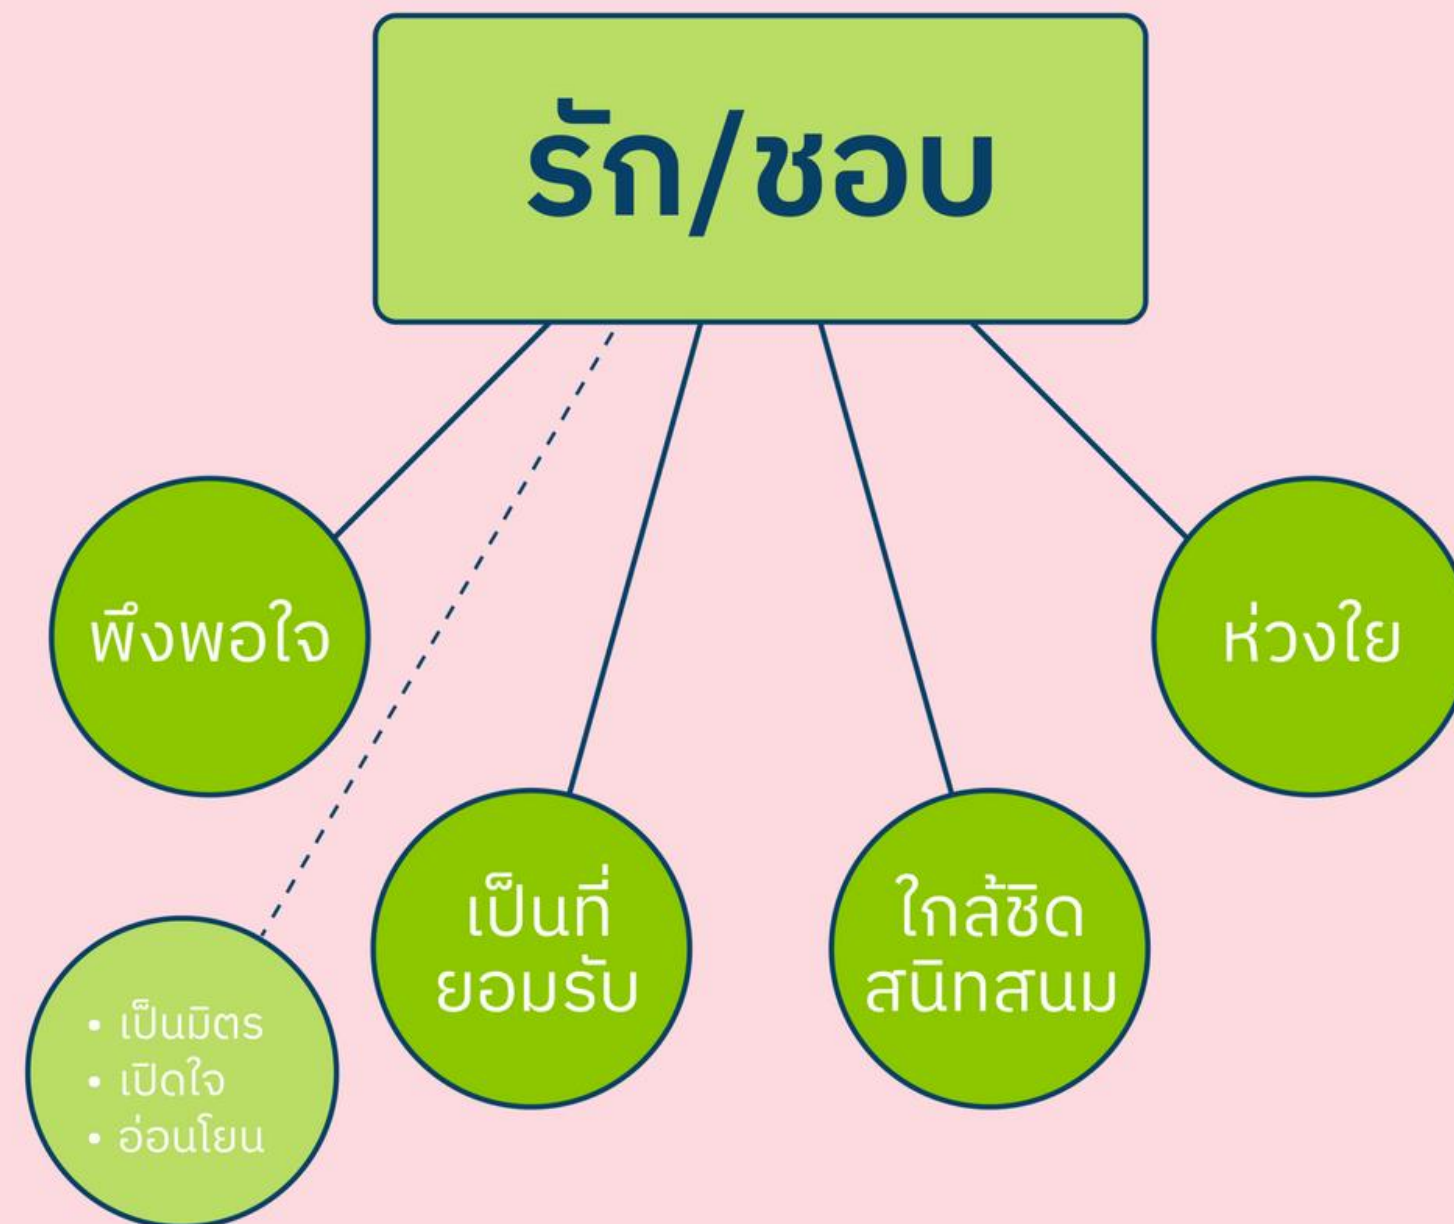 รัก/ชอบ
พึงพอใจ
ห่วงใย
เป็นที่
ยอมรับ
ใกล้ชิด
สนิทสนม
• เป็นมิตร
• เปิดใจ
• อ่อนโยน